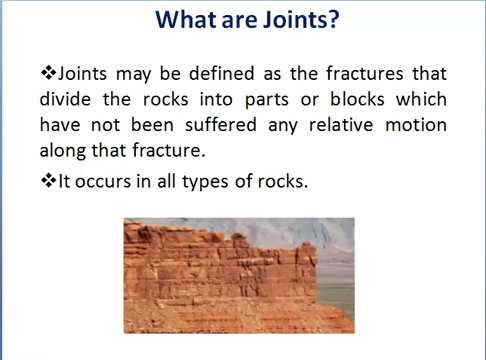 What are Joints?
❖Joints may be defined as the fractures that
divide the rocks into parts or blocks which
have not been suffered any relative motion
along that fracture.
❖It occurs in all types of rocks.